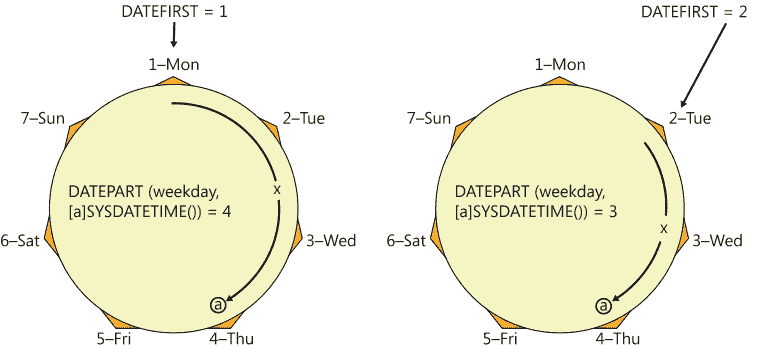 DATEFIRST = 1
1–Mon
2–Tue
3–Wed
4–Thu
5–Fri
6–Sat
7–Sun
DATEPART (weekday,
[a]SYSDATETIME()) = 4
x
a
DATEFIRST = 2
1–Mon
2–Tue
3–Wed
4–Thu
5–Fri
6–Sat
7–Sun
DATEPART (weekday,
[a]SYSDATETIME()) = 3
x
a